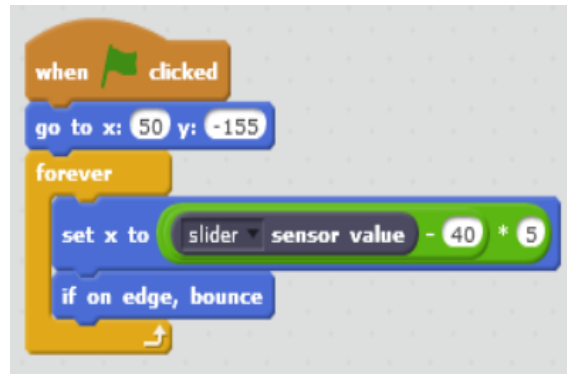 when clicked
go to x: 50 y: -155
forever
set x to slider sensor value - 40 * 5
if on edge, bounce